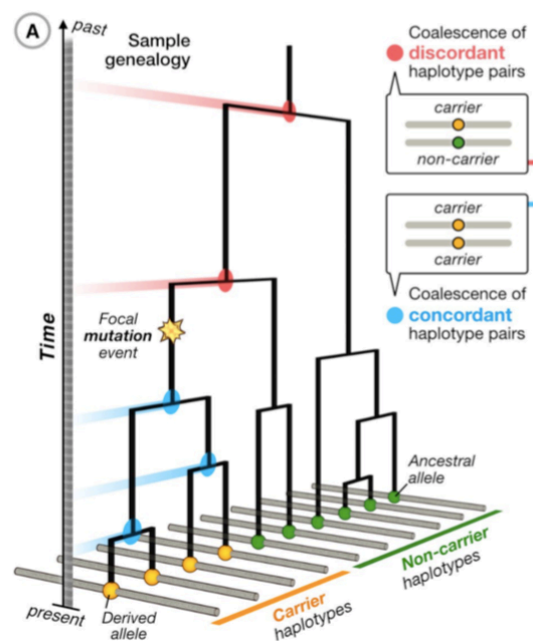 A
past
Sample
genealogy
Coalescence of
discordant
haplotype pairs
carrier
non-carrier
carrier
carrier
Coalescence of
concordant
haplotype pairs
Focal
mutation
event
Time
Ancestral
allele
Non-carrier
haplotypes
Carrier
haplotypes
Derived
allele
present